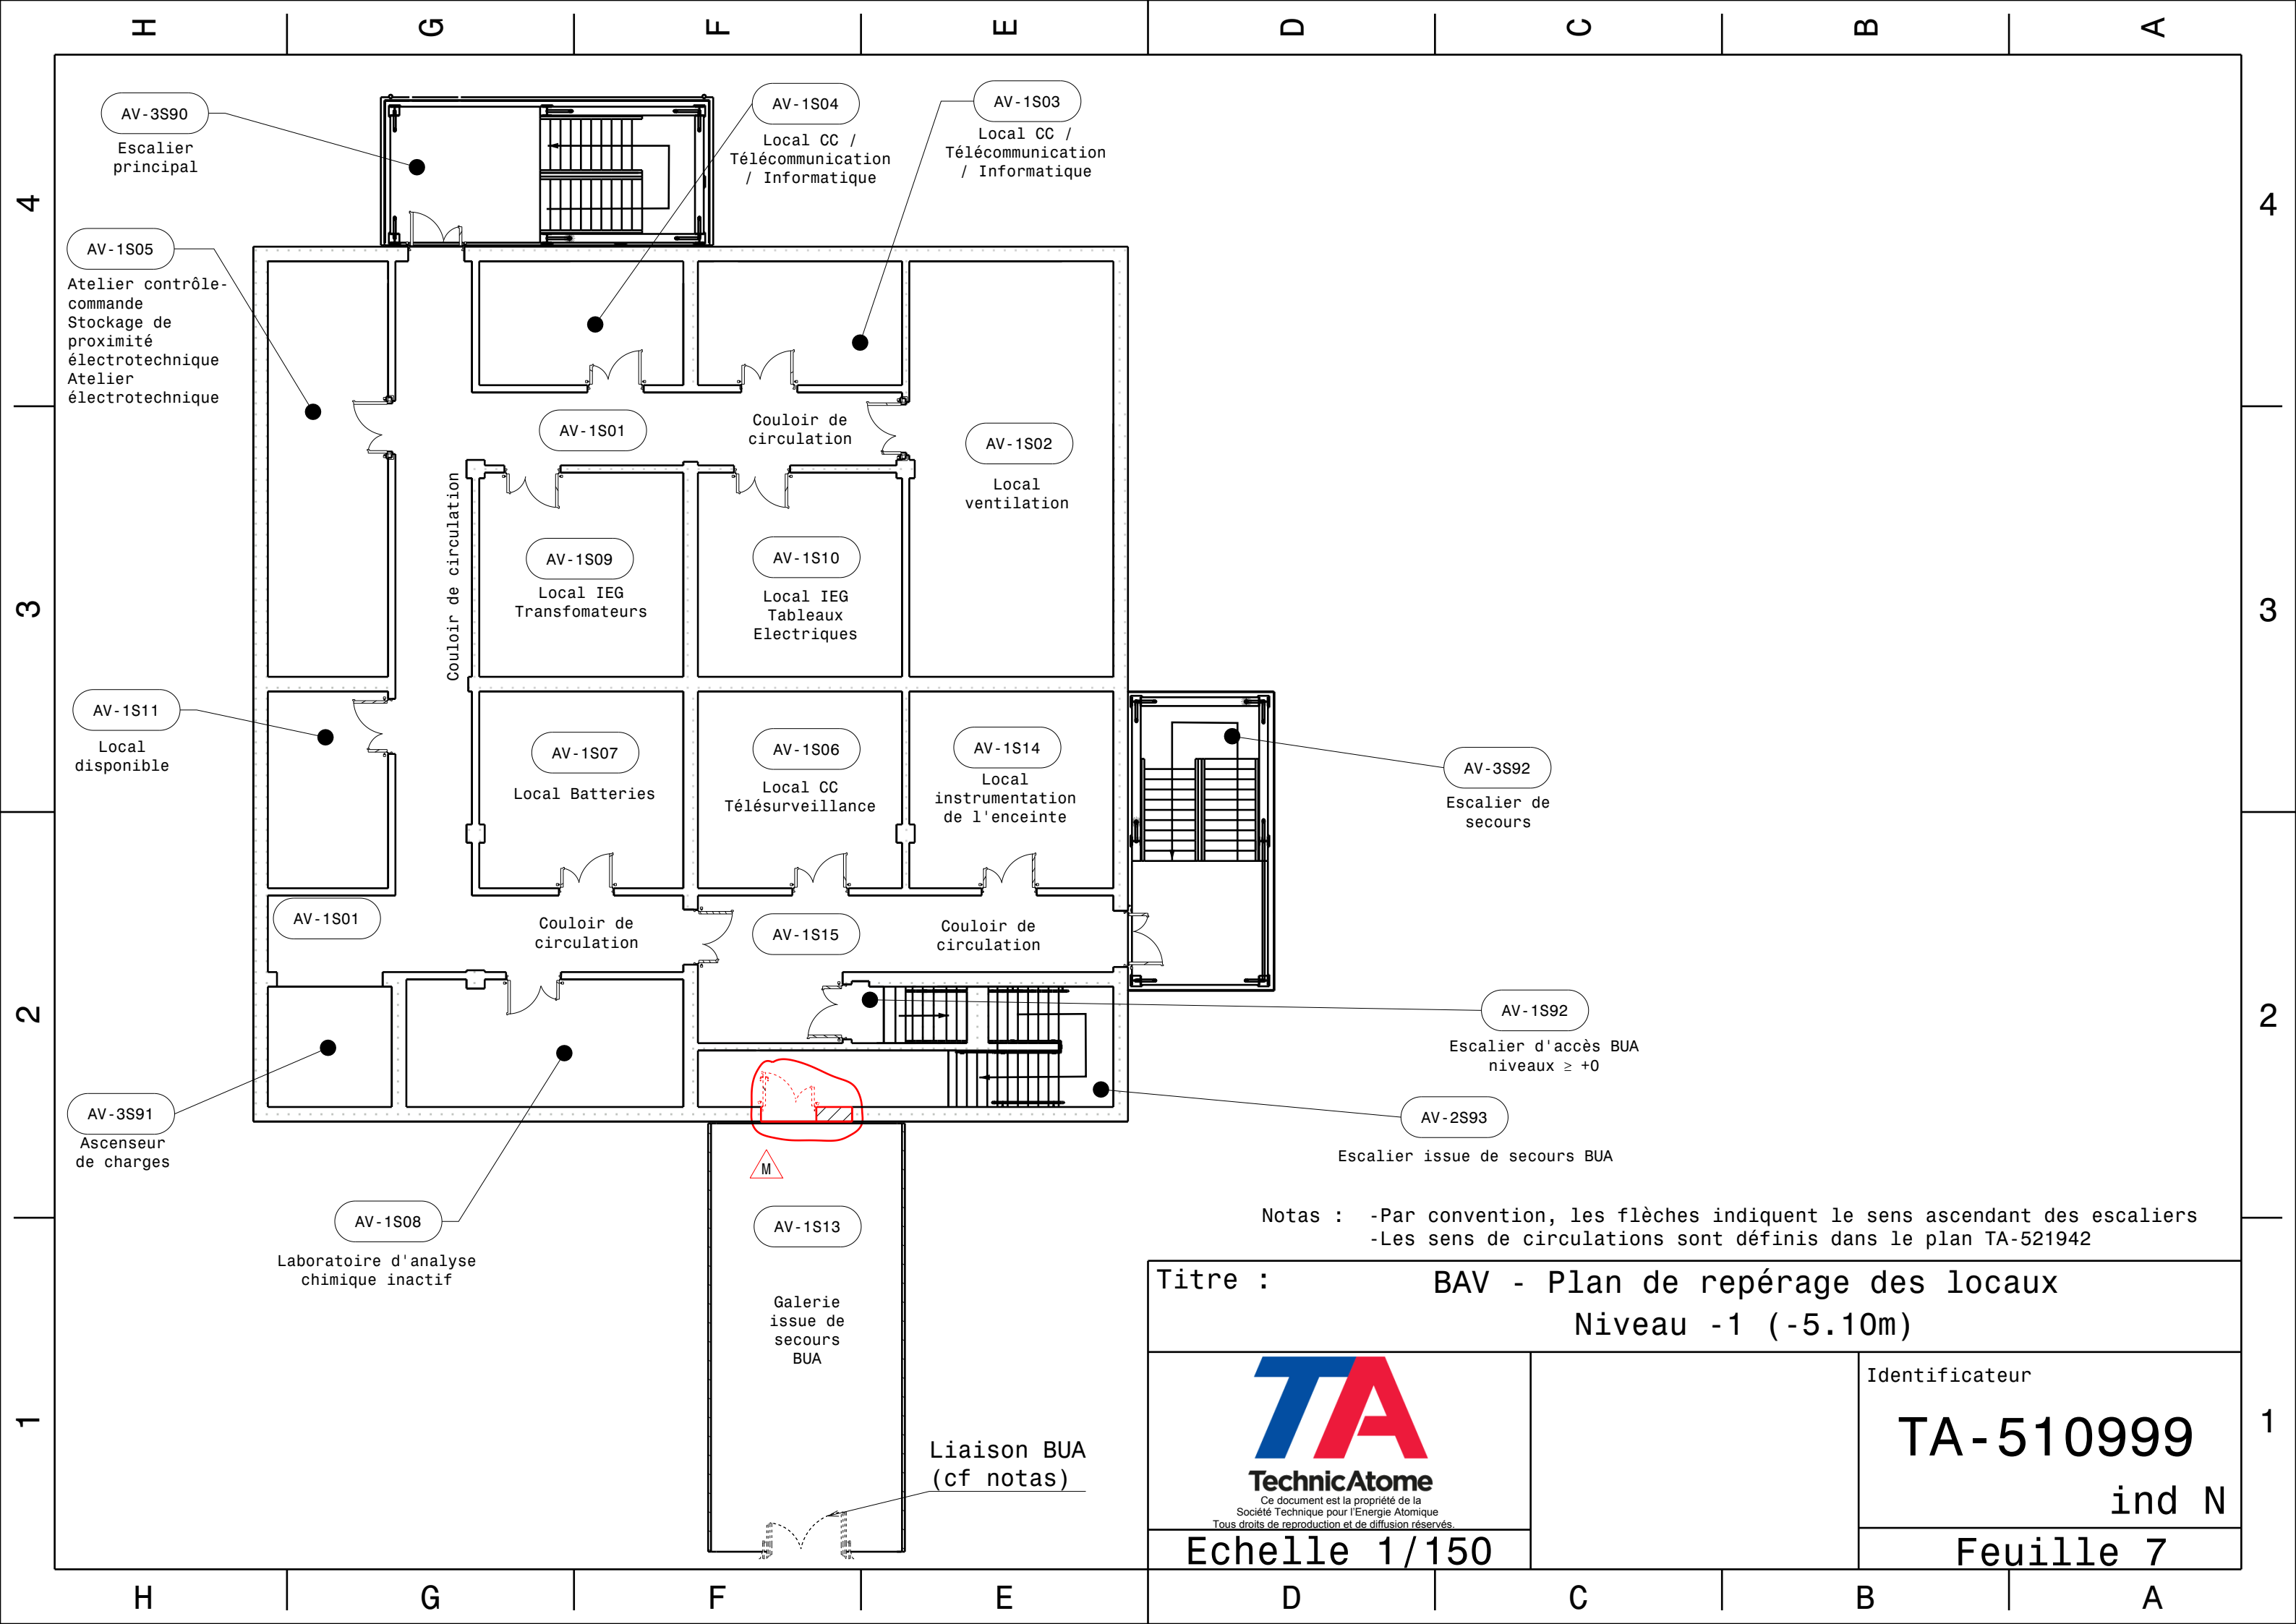 H G F E D C B A
AV-3S90
Escalier
principal
AV-1S04
Local CC /
Télécommunication
/ Informatique
AV-1S03
Local CC /
Télécommunication
/ Informatique
4
4
AV-1S05
Atelier contrôle-
commande
Stockage de
proximité
électrotechnique
Atelier
électrotechnique
AV-1S01
Couloir de
circulation
AV-1S02
Local
ventilation
Couloir de circulation
AV-1S09
Local IEG
Transfomateurs
AV-1S10
Local IEG
Tableaux
Electriques
3
3
AV-1S11
Local
disponible
AV-1S07
Local Batteries
AV-1S06
Local CC
Télésurveillance
AV-1S14
Local
instrumentation
de l'enceinte
AV-3S92
Escalier de
secours
AV-1S01
Couloir de
circulation
AV-1S15
Couloir de
circulation
2
2
AV-1S92
Escalier d'accès BUA
niveaux ≥ +0
AV-3S91
Ascenseur
de charges
AV-2S93
Escalier issue de secours BUA
M
AV-1S08
Laboratoire d'analyse
chimique inactif
AV-1S13
Galerie
issue de
secours
BUA
Notas : -Par convention, les flèches indiquent le sens ascendant des escaliers
-Les sens de circulations sont définis dans le plan TA-521942
Titre : BAV - Plan de repérage des locaux
Niveau -1 (-5.10m)
1
1
Liaison BUA
(cf notas)
TA
TechnicAtome
Ce document est la propriété de la
Société Technique pour l'Energie Atomique
Tous droits de reproduction et de diffusion réservés.
Echelle 1/150
Identificateur
TA-510999
ind N
Feuille 7
H G F E D C B A